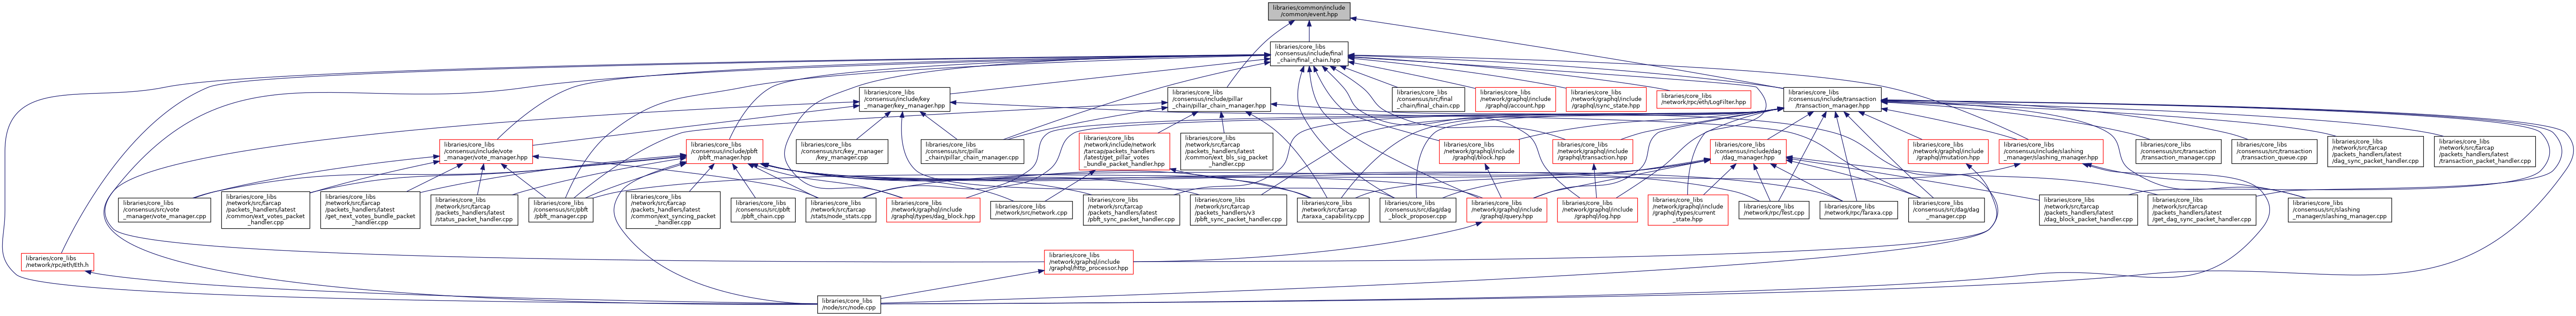 libraries/common/include
/common/event.hpp
libraries/core_libs
/consensus/include/final
_chain/final_chain.hpp
libraries/core_libs
/consensus/include/key
_manager/key_manager.hpp
libraries/core_libs
/consensus/include/pillar
_chain/pillar_chain_manager.hpp
libraries/core_libs
/consensus/src/final
_chain/final_chain.cpp
libraries/core_libs
/network/graphql/include
/graphql/account.hpp
libraries/core_libs
/network/graphql/include
/graphql/sync_state.hpp
libraries/core_libs
/network/rpc/eth/LogFilter.hpp
libraries/core_libs
/consensus/include/transaction
/transaction_manager.hpp
libraries/core_libs
/consensus/include/vote
_manager/vote_manager.hpp
libraries/core_libs
/consensus/include/pbft
/pbft_manager.hpp
libraries/core_libs
/consensus/src/key_manager
/key_manager.cpp
libraries/core_libs
/consensus/src/pillar
_chain/pillar_chain_manager.cpp
libraries/core_libs
/network/include/network
/tarcap/packets_handlers
/latest/get_pillar_votes
_bundle_packet_handler.hpp
libraries/core_libs
/network/src/tarcap
/packets_handlers/latest
/common/ext_bls_sig_packet
_handler.cpp
libraries/core_libs
/network/graphql/include
/graphql/block.hpp
libraries/core_libs
/network/graphql/include
/graphql/transaction.hpp
libraries/core_libs
/consensus/include/dag
/dag_manager.hpp
libraries/core_libs
/network/graphql/include
/graphql/mutation.hpp
libraries/core_libs
/consensus/include/slashing
_manager/slashing_manager.hpp
libraries/core_libs
/consensus/src/transaction
/transaction_manager.cpp
libraries/core_libs
/consensus/src/transaction
/transaction_queue.cpp
libraries/core_libs
/network/src/tarcap
/packets_handlers/latest
/dag_sync_packet_handler.cpp
libraries/core_libs
/network/src/tarcap
/packets_handlers/latest
/transaction_packet_handler.cpp
libraries/core_libs
/consensus/src/vote
_manager/vote_manager.cpp
libraries/core_libs
/network/src/tarcap
/packets_handlers/latest
/common/ext_votes_packet
_handler.cpp
libraries/core_libs
/network/src/tarcap
/packets_handlers/latest
/get_next_votes_bundle_packet
_handler.cpp
libraries/core_libs
/network/src/tarcap
/packets_handlers/latest
/status_packet_handler.cpp
libraries/core_libs
/consensus/src/pbft
/pbft_manager.cpp
libraries/core_libs
/network/src/tarcap
/packets_handlers/latest
/common/ext_syncing_packet
_handler.cpp
libraries/core_libs
/consensus/src/pbft
/pbft_chain.cpp
libraries/core_libs
/network/src/tarcap
/stats/node_stats.cpp
libraries/core_libs
/network/graphql/include
/graphql/types/dag_block.hpp
libraries/core_libs
/network/src/network.cpp
libraries/core_libs
/network/src/tarcap
/packets_handlers/latest
/pbft_sync_packet_handler.cpp
libraries/core_libs
/network/src/tarcap
/packets_handlers/v3
/pbft_sync_packet_handler.cpp
libraries/core_libs
/network/src/tarcap
/taraxa_capability.cpp
libraries/core_libs
/consensus/src/dag/dag
_block_proposer.cpp
libraries/core_libs
/network/graphql/include
/graphql/query.hpp
libraries/core_libs
/network/graphql/include
/graphql/log.hpp
libraries/core_libs
/network/graphql/include
/graphql/types/current
_state.hpp
libraries/core_libs
/network/rpc/Test.cpp
libraries/core_libs
/network/rpc/Taraxa.cpp
libraries/core_libs
/consensus/src/dag/dag
_manager.cpp
libraries/core_libs
/network/src/tarcap
/packets_handlers/latest
/dag_block_packet_handler.cpp
libraries/core_libs
/network/src/tarcap
/packets_handlers/latest
/get_dag_sync_packet_handler.cpp
libraries/core_libs
/consensus/src/slashing
_manager/slashing_manager.cpp
libraries/core_libs
/network/rpc/eth/Eth.h
libraries/core_libs
/network/graphql/include
/graphql/http_processor.hpp
libraries/core_libs
/node/src/node.cpp